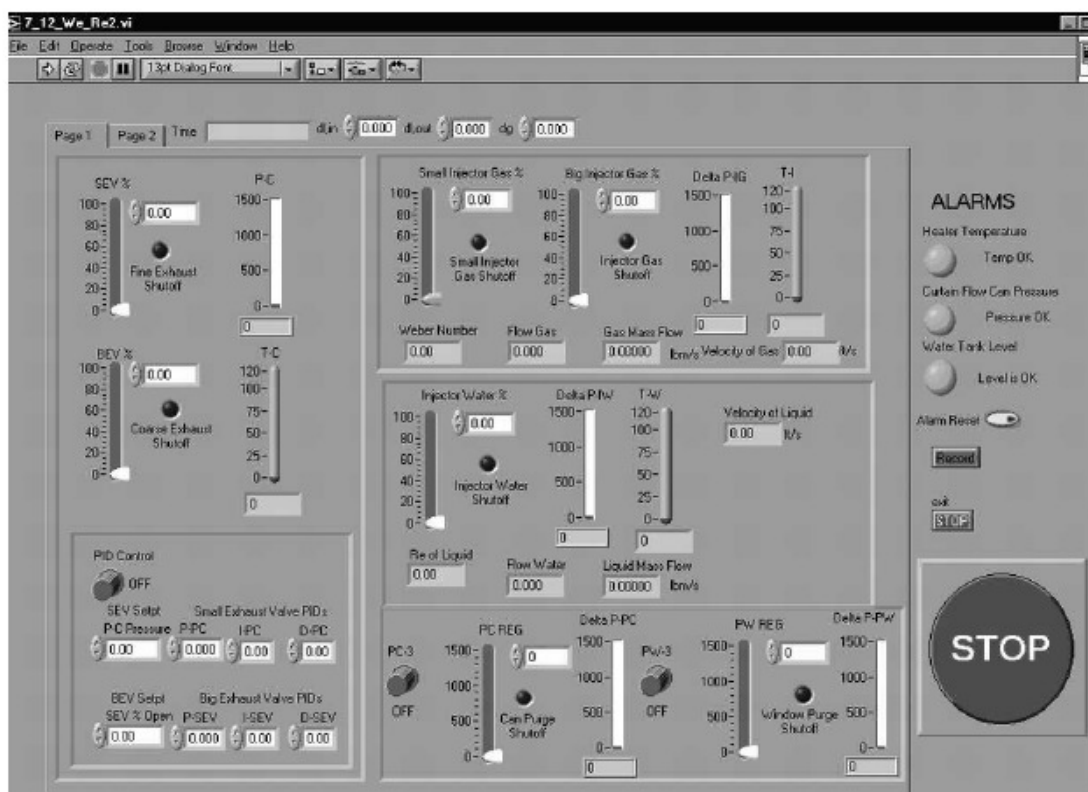 7_12_We_Re2.vi
File Edit Operate Tools Browse Window Help
13pt Dialog Font
Page 1 Page 2 Time dl,in 0.000 dl,out 0.000 dg 0.000
SEV %
100
80
60
40
20
0
0.00
Fine Exhaust
Shutoff
P-C
1500
1000
500
0
0
BEV %
100
80
60
40
20
0
0.00
Coarse Exhaust
Shutoff
T-C
120
100
75
50
25
0
0
PID Control
OFF
SEV Setpt Small Exhaust Valve PIDs
P-C Pressure P-PC I-PC D-PC
0.00 0.000 0.00 0.00
BEV Setpt Big Exhaust Valve PIDs
SEV % Open P-SEV I-SEV D-SEV
0.00 0.000 0.00 0.00
Small Injector Gas %
100
80
60
40
20
0
0.00
Small Injector
Gas Shutoff
Big Injector Gas %
100
80
60
40
20
0
0.00
Injector Gas
Shutoff
Delta P-IG
1500
1000
500
0
0
T-I
120
100
75
50
25
0
0
Weber Number Flow Gas Gas Mass Flow
0.00 0.000 0.00000 lbm/s Velocity of Gas 0.00 ft/s
Injector Water %
100
80
60
40
20
0
0.00
Injector Water
Shutoff
Delta P-IW
1500
1000
500
0
0
T-W
120
100
75
50
25
0
0
Velocity of Liquid
0.00 ft/s
Re of Liquid Flow Water Liquid Mass Flow
0.00 0.000 0.00000 lbm/s
PC-3
OFF
PC REG
1500
1000
500
0
0
Can Purge
Shutoff
Delta P-PC
1500
1000
500
0
0
PW-3
OFF
PW REG
1500
1000
500
0
0
Window Purge
Shutoff
Delta P-PW
1500
1000
500
0
0
ALARMS
Heater Temperature
Temp OK
Curtain Flow Can Pressure
Pressure OK
Water Tank Level
Level is OK
Alarm Reset
Record
exit
STOP
STOP